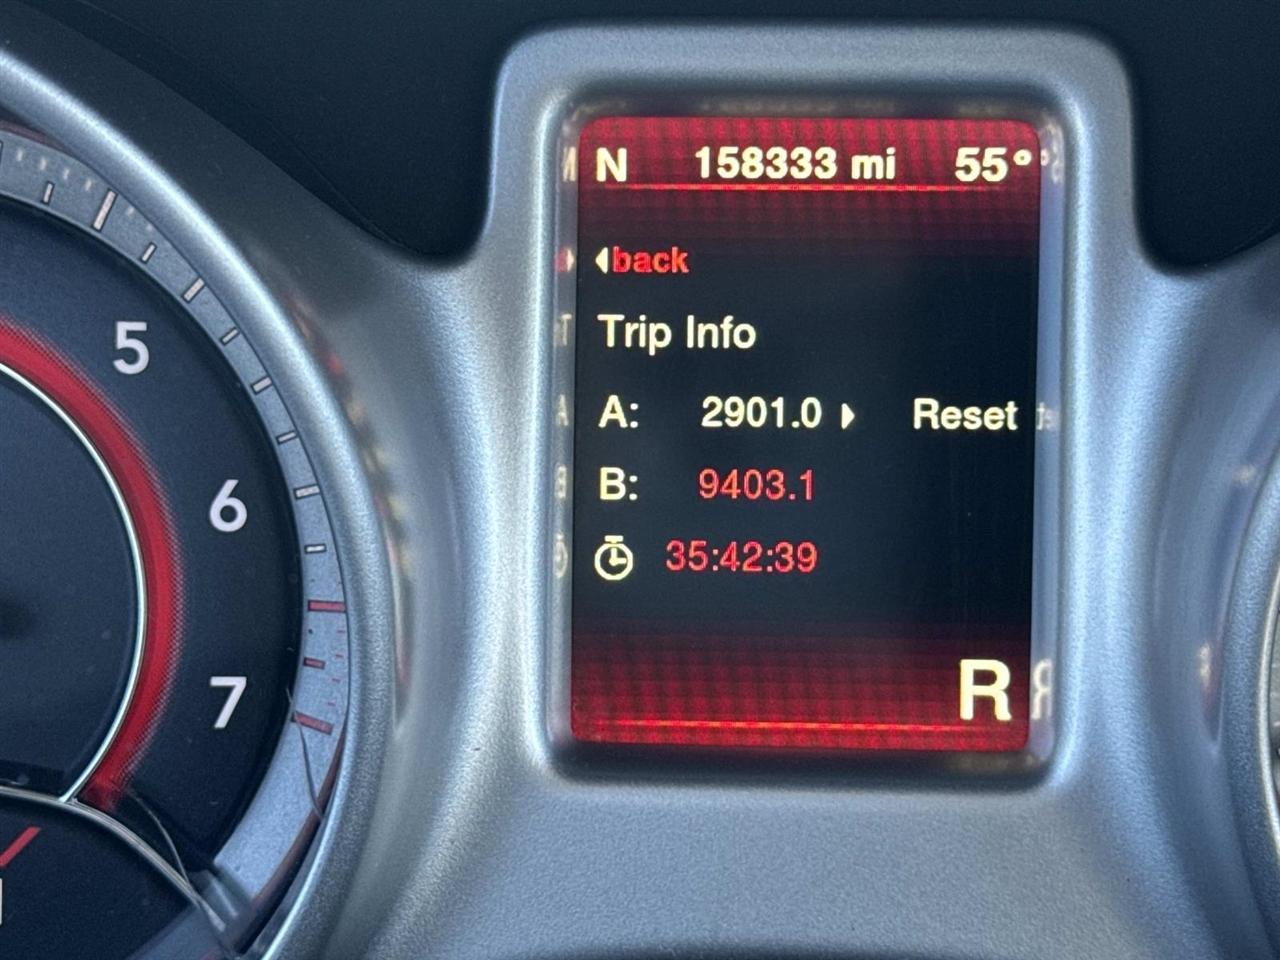 N 158333 mi 55°
back
Trip Info
A: 2901.0 Reset
B: 9403.1
35:42:39
R
5
6
7